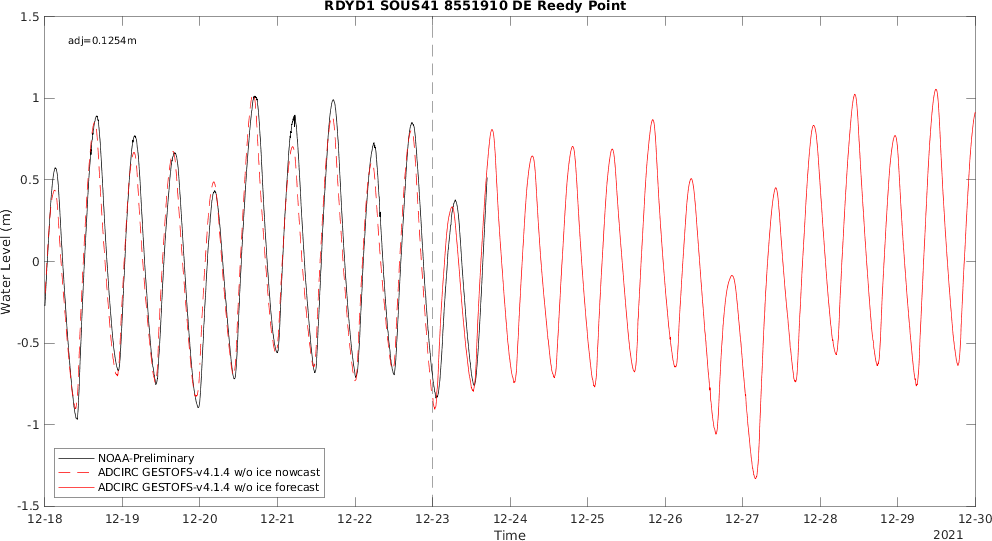 RDYD1 SOUS41 8551910 DE Reedy Point
1.5
adj=0.1254m
1
0.5
0
-0.5
-1
-1.5
Water Level (m)
NOAA-Preliminary
ADCIRC GESTOFS-v4.1.4 w/o ice nowcast
ADCIRC GESTOFS-v4.1.4 w/o ice forecast
12-18 12-19 12-20 12-21 12-22 12-23 12-24 12-25 12-26 12-27 12-28 12-29 12-30
Time
2021